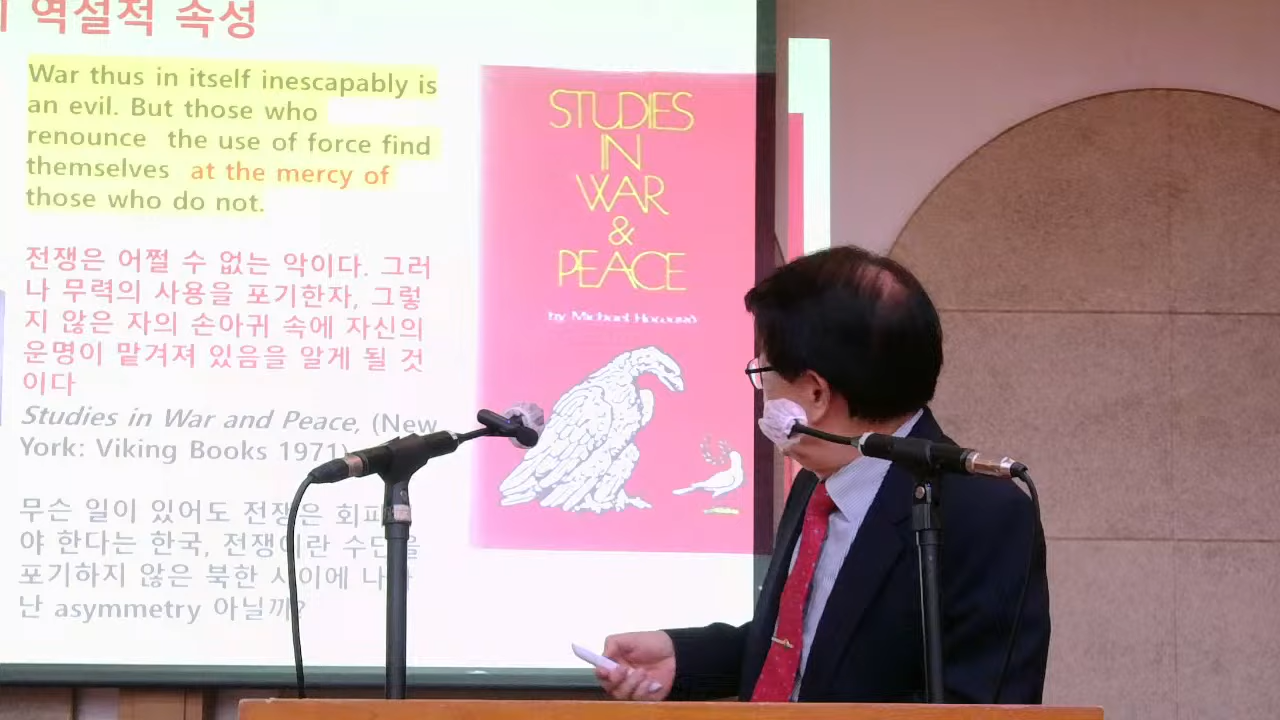 역설적 속성
War thus in itself inescapably is
an evil. But those who
renounce the use of force find
themselves at the mercy of
those who do not.
전쟁은 어쩔 수 없는 악이다. 그러
나 무력의 사용을 포기한자, 그렇
지 않은 자의 손아귀 속에 자신의
운명이 맡겨져 있음을 알게 될 것
이다
Studies in War and Peace, (New
York: Viking Books 1971)
무슨 일이 있어도 전쟁은
야 한다는 한국, 전쟁이란
포기하지 않은 북한 사이에
난 asymmetry 아닐까?
STUDIES
IN
WAR
&
PEACE
by Michael Howard